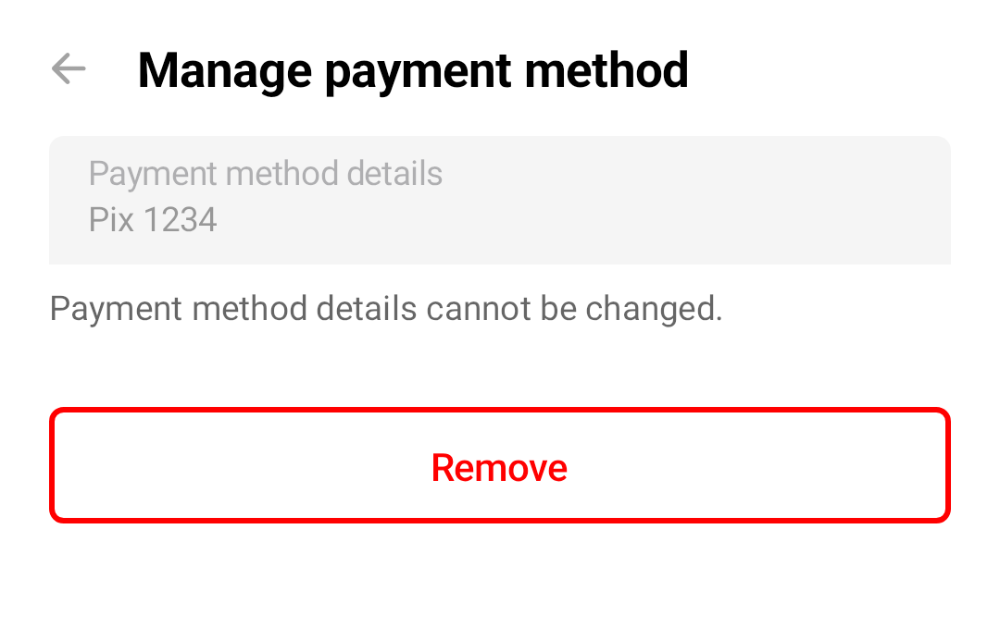 Manage payment method
Payment method details
Pix 1234
Payment method details cannot be changed.
Remove